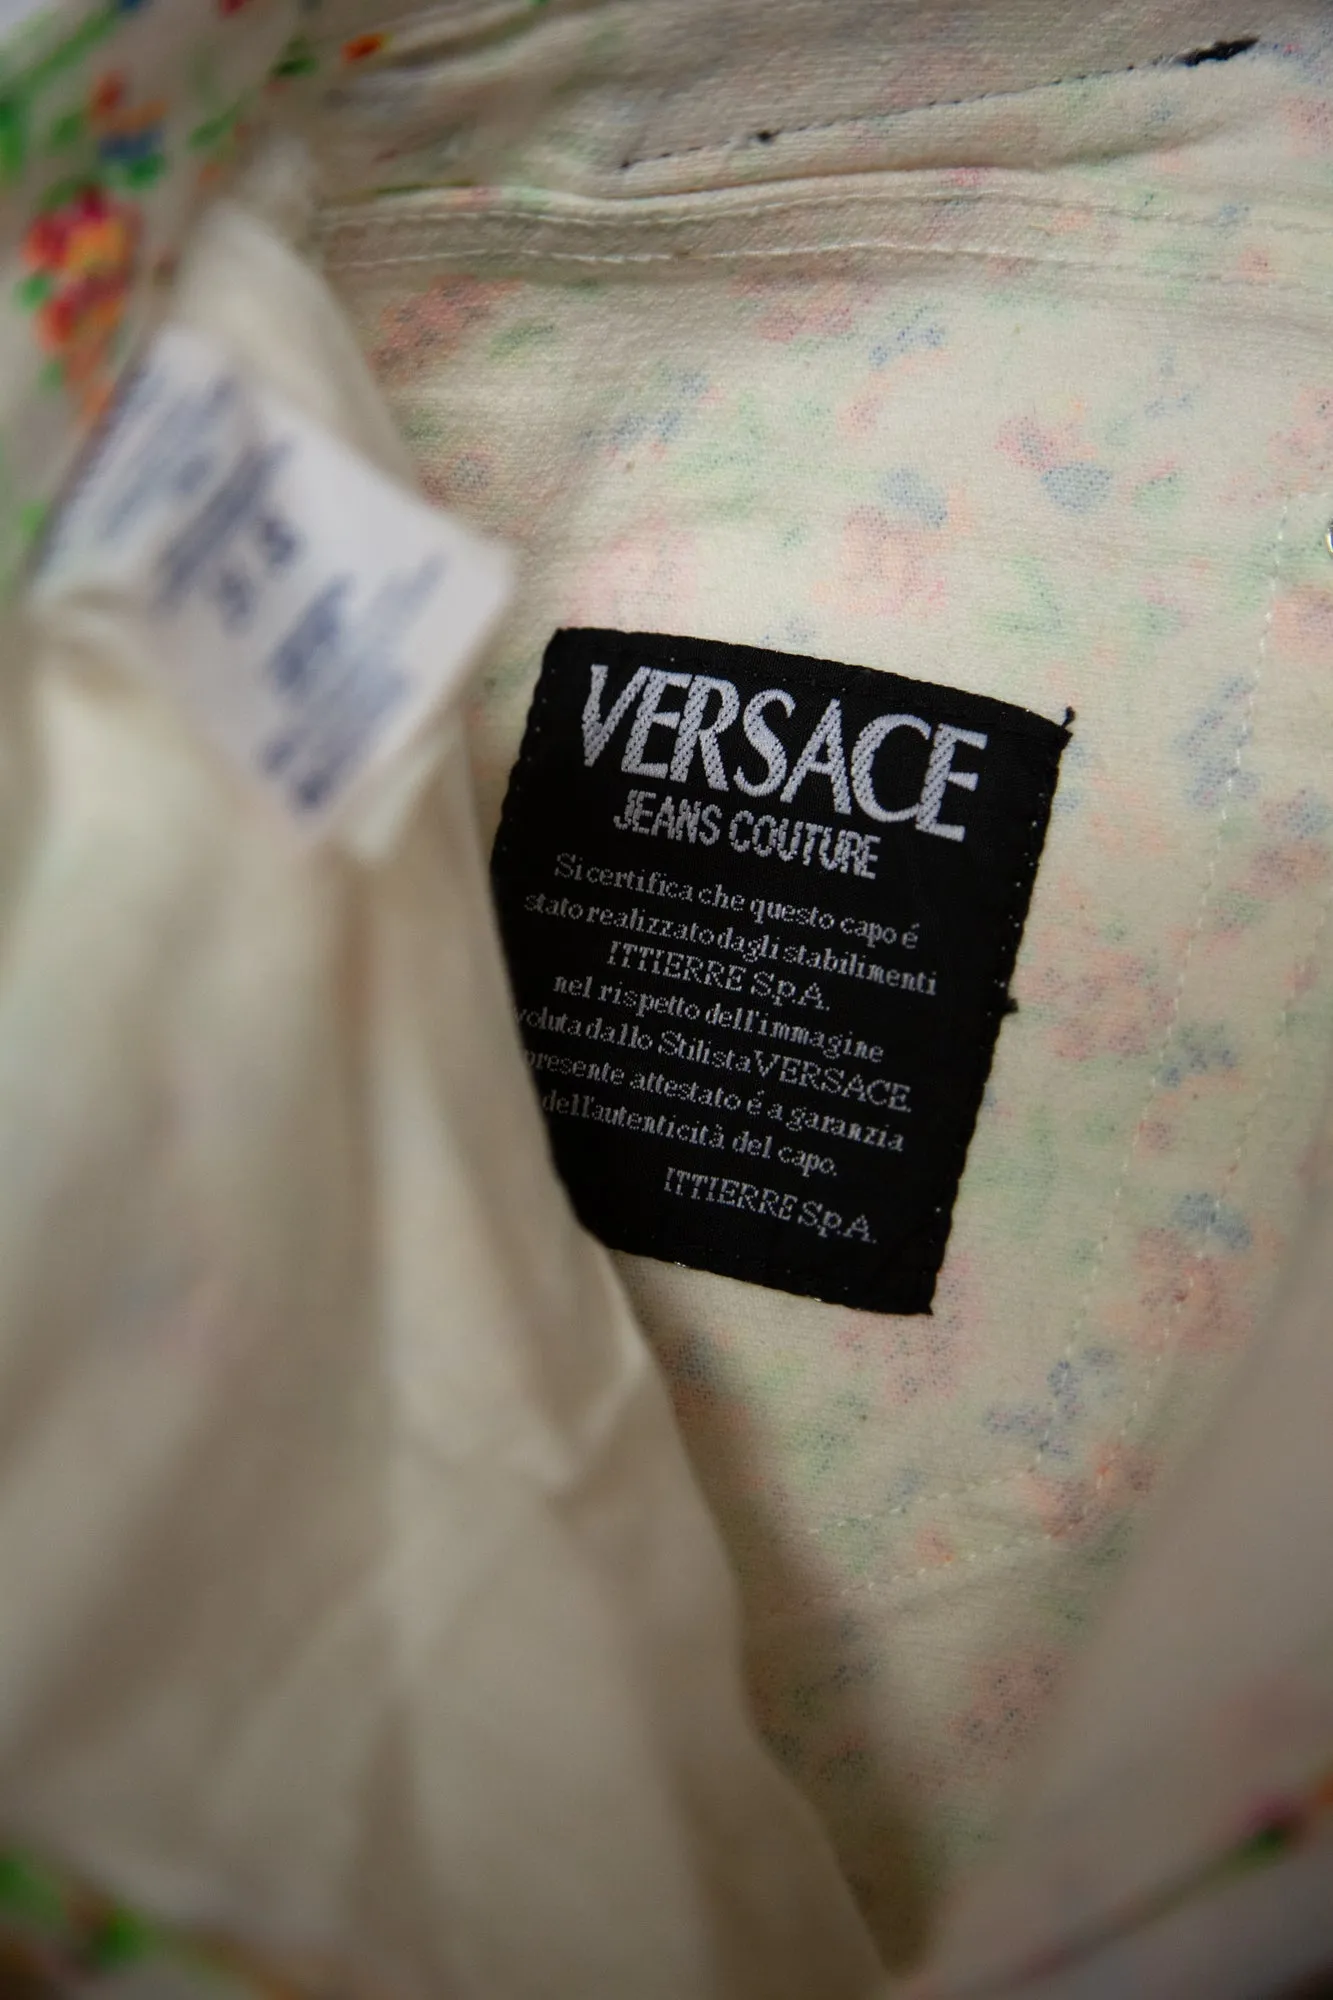 VERSACE
JEANS COUTURE
Si certifica che questo capo é
stato realizzato dagli stabilimenti
ITTIERRE S.p.A.
nel rispetto dell'immagine
voluta dallo Stilista VERSACE.
presente attestato é a garanzia
dell'autenticità del capo.
ITTIERRE S.p.A.